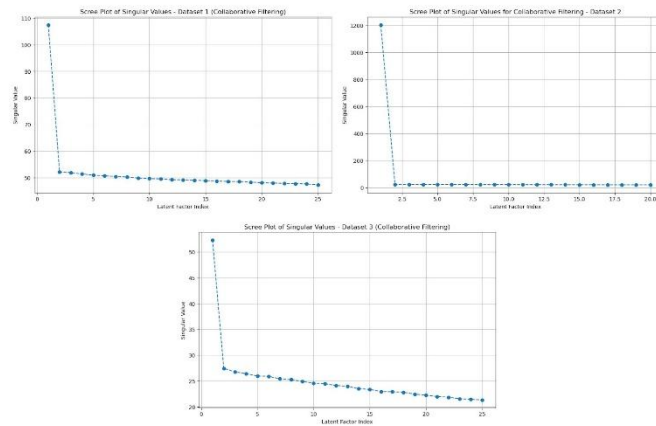 Scree Plot of Singular Values - Dataset 1 (Collaborative Filtering)
110
100
90
80
70
60
50
Singular Value
0 5 10 15 20 25
Latent Factor Index
Scree Plot of Singular Values for Collaborative Filtering - Dataset 2
1200
1000
800
600
400
200
0
Singular Value
2.5 5.0 7.5 10.0 12.5 15.0 17.5 20.0
Latent Factor Index
Scree Plot of Singular Values - Dataset 3 (Collaborative Filtering)
50
45
40
35
30
25
20
Singular Value
0 5 10 15 20 25
Latent Factor Index